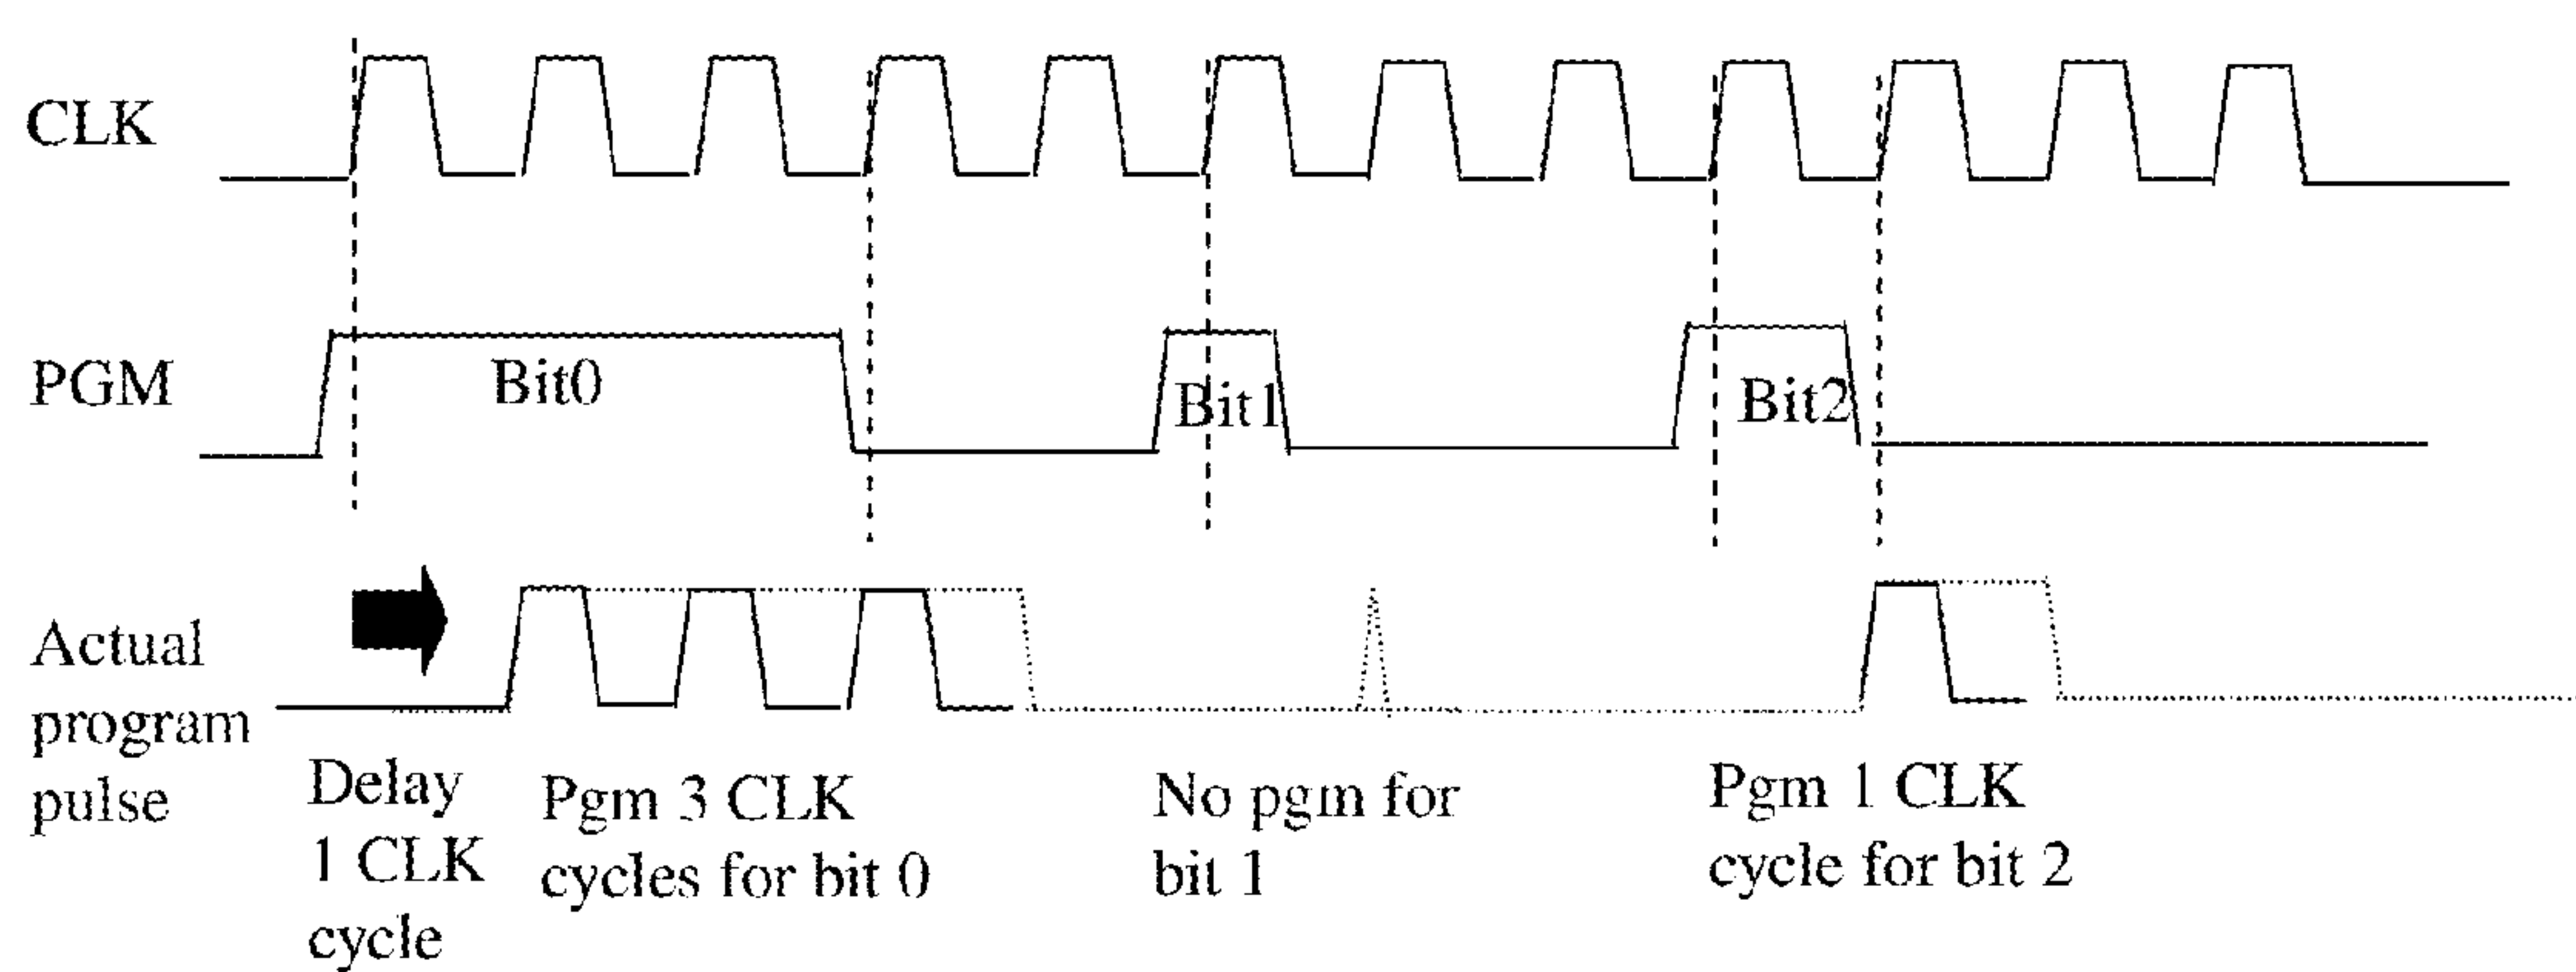 CLK
PGM
Bit0
Bit1
Bit2
Actual
program
pulse
Delay
1 CLK
cycle
Pgm 3 CLK
cycles for bit 0
No pgm for
bit 1
Pgm 1 CLK
cycle for bit 2